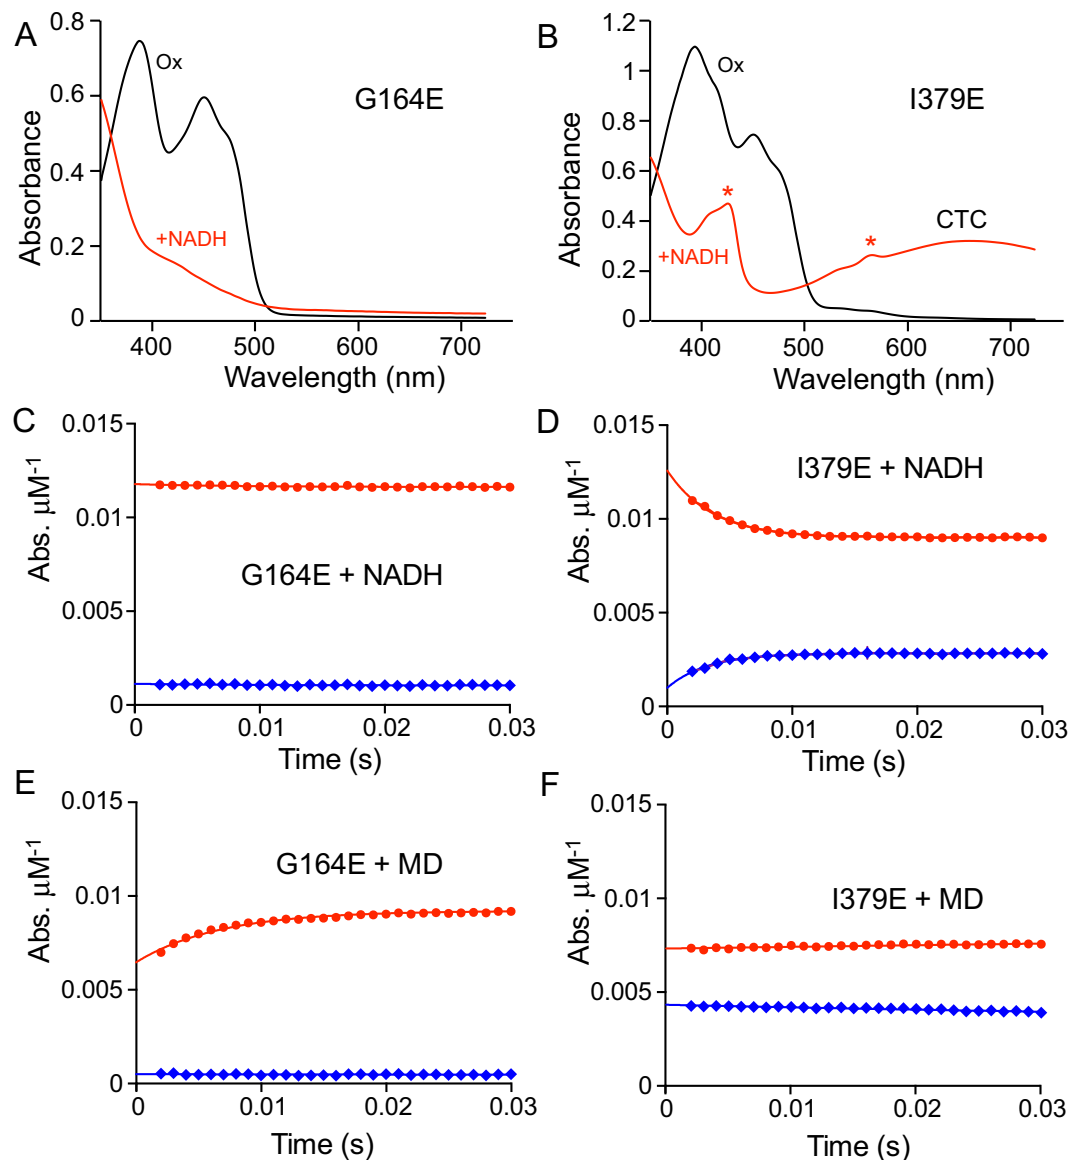 A
B
0.8
0.6
0.4
0.2
0
Absorbance
Ox
G164E
+NADH
400
500
600
700
Wavelength (nm)
1.2
1
0.8
0.6
0.4
0.2
0
Absorbance
Ox
I379E
*
*
CTC
+NADH
400
500
600
700
Wavelength (nm)
C
D
0.015
0.01
0.005
0
Abs. μM⁻¹
G164E + NADH
0
0.01
0.02
0.03
Time (s)
0.015
0.01
0.005
0
Abs. μM⁻¹
I379E + NADH
0
0.01
0.02
0.03
Time (s)
E
F
0.015
0.01
0.005
0
Abs. μM⁻¹
G164E + MD
0
0.01
0.02
0.03
Time (s)
0.015
0.01
0.005
0
Abs. μM⁻¹
I379E + MD
0
0.01
0.02
0.03
Time (s)